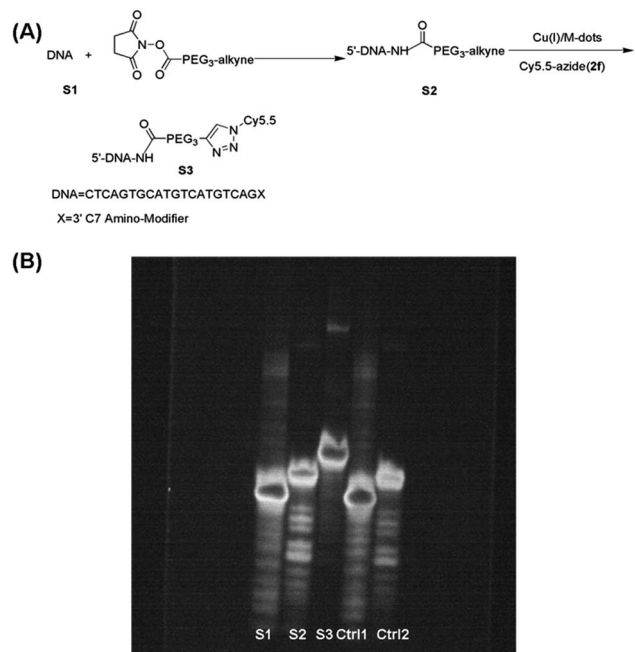 (A)
DNA + N-O PEG3-alkyne
O
O
O
S1
5'-DNA-NH PEG3-alkyne
O
S2
Cu(I)/M-dots
Cy5.5-azide(2f)
5'-DNA-NH PEG3 N Cy5.5
O
N=N
S3
DNA=CTCAGTGCATGTCATGTCAGX
X=3' C7 Amino-Modifier
(B)
S1 S2 S3 Ctrl1 Ctrl2